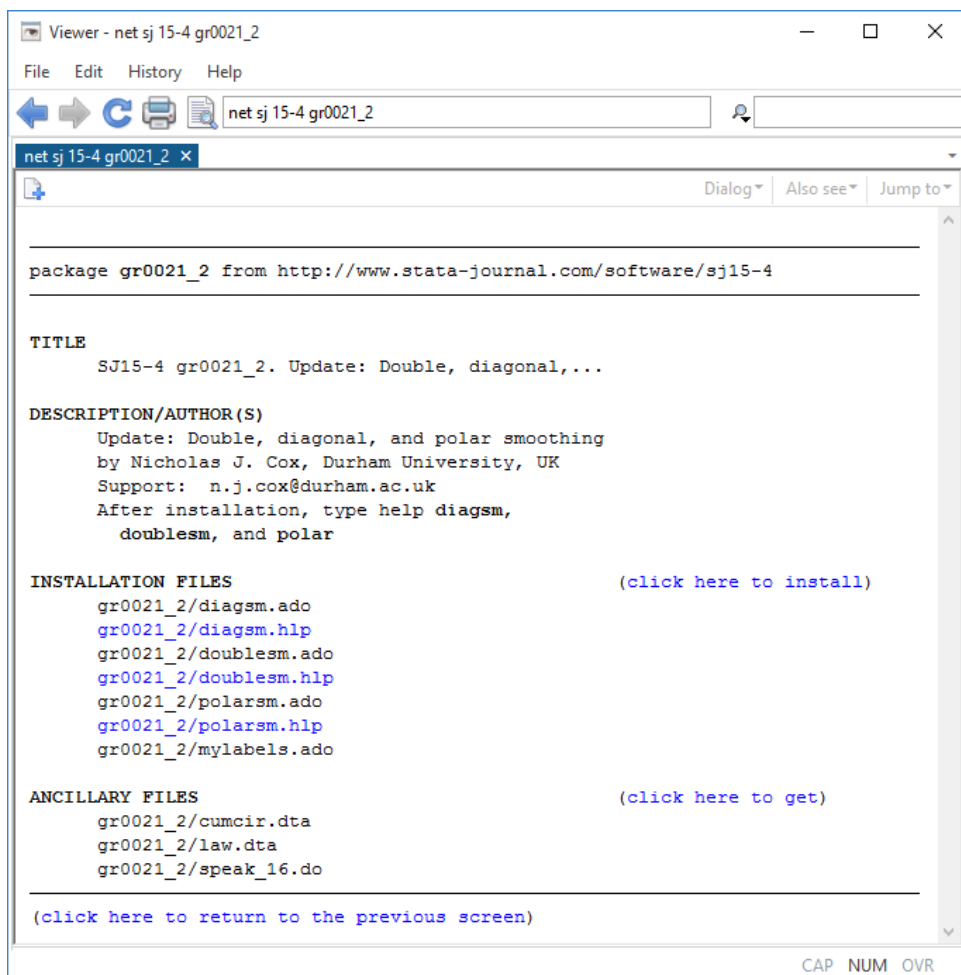 Viewer - net sj 15-4 gr0021_2
File Edit History Help
net sj 15-4 gr0021_2
net sj 15-4 gr0021_2 ×
Dialog Also see Jump to
package gr0021_2 from http://www.stata-journal.com/software/sj15-4
TITLE
SJ15-4 gr0021_2. Update: Double, diagonal,...
DESCRIPTION/AUTHOR(S)
Update: Double, diagonal, and polar smoothing
by Nicholas J. Cox, Durham University, UK
Support: n.j.cox@durham.ac.uk
After installation, type help diagsm,
doublesm, and polar
INSTALLATION FILES (click here to install)
gr0021_2/diagsm.ado
gr0021_2/diagsm.hlp
gr0021_2/doublesm.ado
gr0021_2/doublesm.hlp
gr0021_2/polarsm.ado
gr0021_2/polarsm.hlp
gr0021_2/mylabels.ado
ANCILLARY FILES (click here to get)
gr0021_2/cumcir.dta
gr0021_2/law.dta
gr0021_2/speak_16.do
(click here to return to the previous screen)
CAP NUM OVR